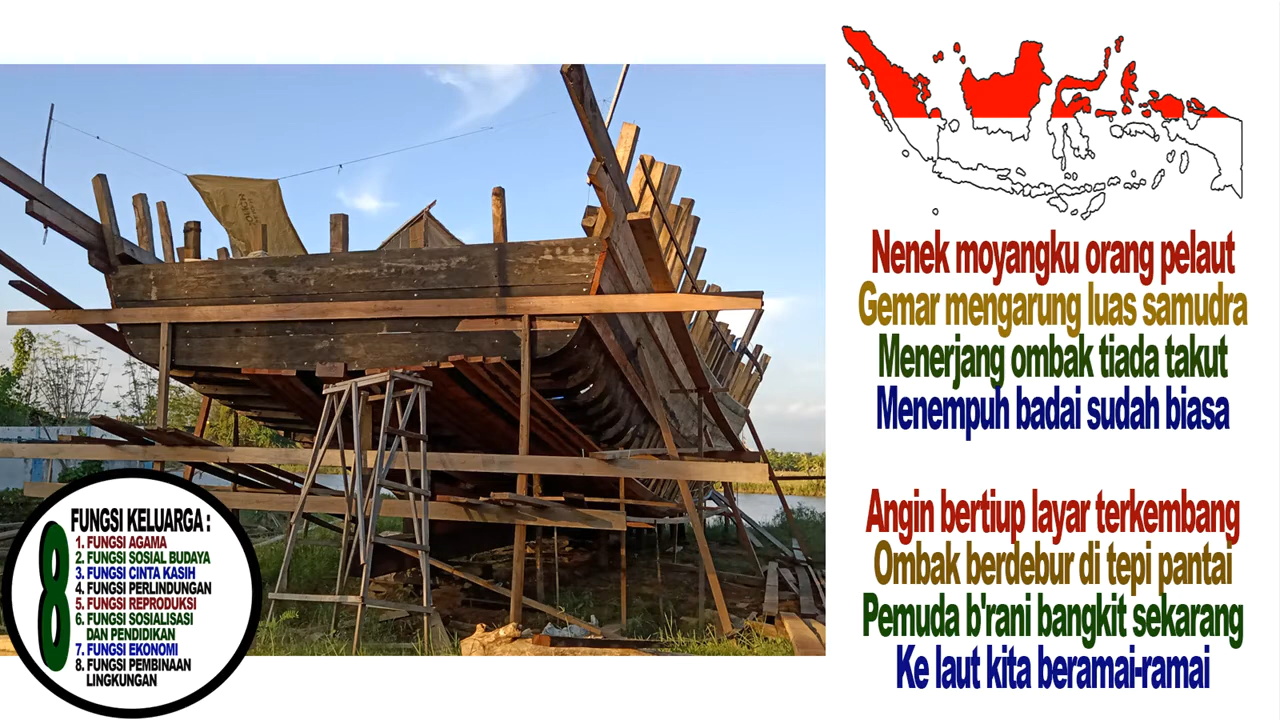 Nenek moyangku orang pelaut
Gemar mengarung luas samudra
Menerjang ombak tiada takut
Menempuh badai sudah biasa
Angin bertiup layar terkembang
Ombak berdebur di tepi pantai
Pemuda b'rani bangkit sekarang
Ke laut kita beramai-ramai
8
FUNGSI KELUARGA :
1. FUNGSI AGAMA
2. FUNGSI SOSIAL BUDAYA
3. FUNGSI CINTA KASIH
4. FUNGSI PERLINDUNGAN
5. FUNGSI REPRODUKSI
6. FUNGSI SOSIALISASI
DAN PENDIDIKAN
7. FUNGSI EKONOMI
8. FUNGSI PEMBINAAN
LINGKUNGAN